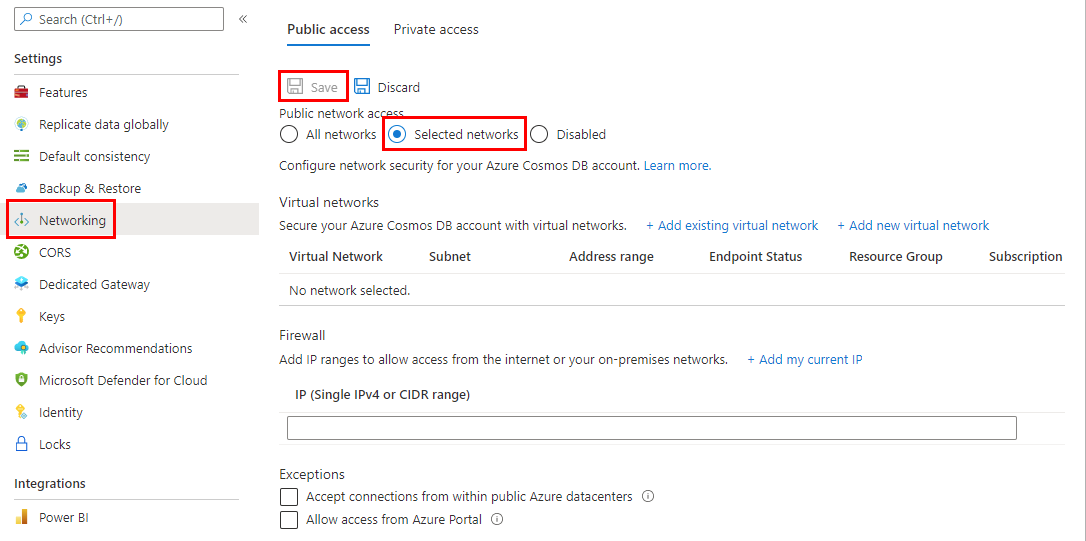 Search (Ctrl+/)
«
Settings
Features
Replicate data globally
Default consistency
Backup & Restore
Networking
CORS
Dedicated Gateway
Keys
Advisor Recommendations
Microsoft Defender for Cloud
Identity
Locks
Integrations
Power BI
Public access Private access
Save Discard
Public network access
All networks Selected networks Disabled
Configure network security for your Azure Cosmos DB account. Learn more.
Virtual networks
Secure your Azure Cosmos DB account with virtual networks. + Add existing virtual network + Add new virtual network
Virtual Network Subnet Address range Endpoint Status Resource Group Subscription
No network selected.
Firewall
Add IP ranges to allow access from the internet or your on-premises networks. + Add my current IP
IP (Single IPv4 or CIDR range)
Exceptions
Accept connections from within public Azure datacenters
Allow access from Azure Portal